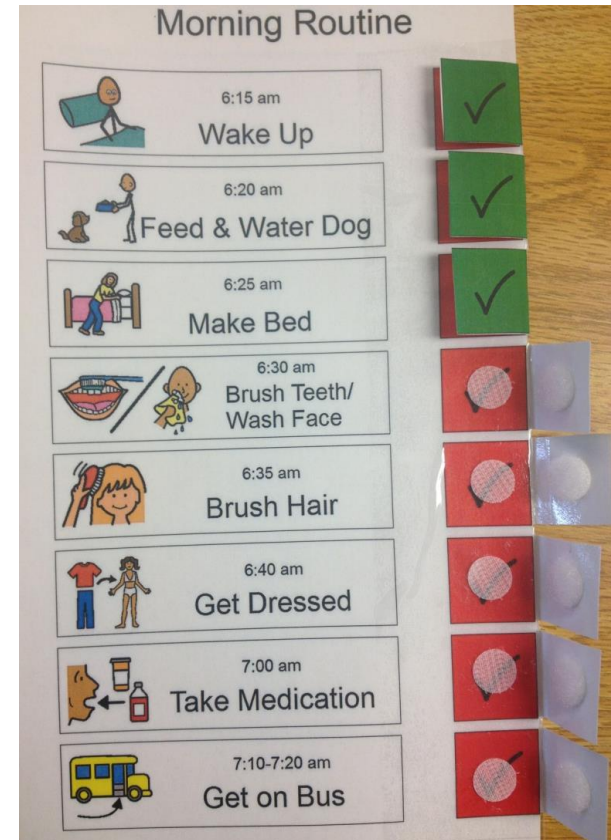 Morning Routine
6:15 am
Wake Up
6:20 am
Feed & Water Dog
6:25 am
Make Bed
6:30 am
Brush Teeth/
Wash Face
6:35 am
Brush Hair
6:40 am
Get Dressed
7:00 am
Take Medication
7:10-7:20 am
Get on Bus